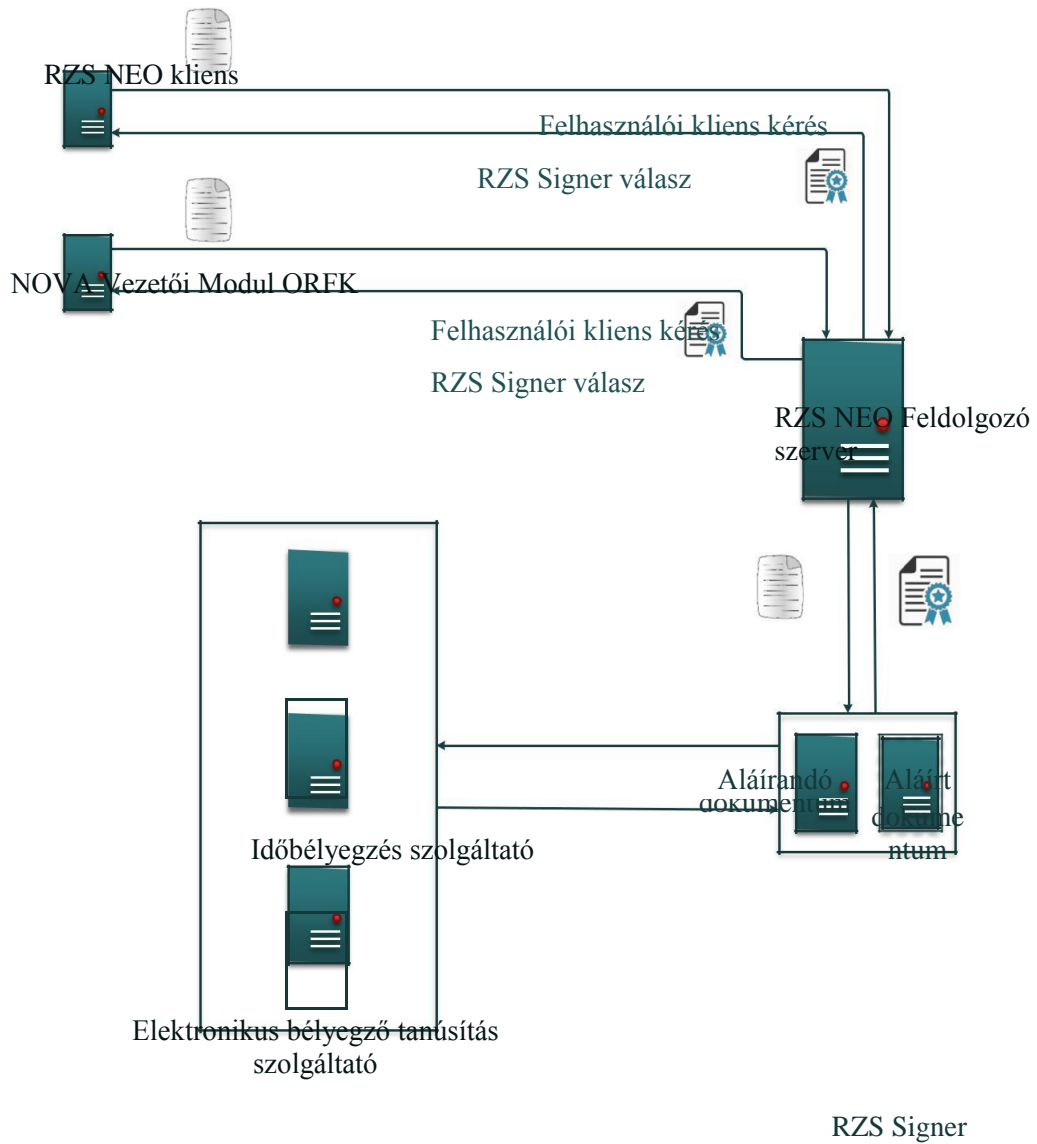 RZS NEO kliens
Felhasználói kliens kérés
RZS Signer válasz
NOVA Vezetői Modul ORFK
Felhasználói kliens kérés
RZS Signer válasz
RZS NEO Feldolgozó
szerver
Aláírandó
dokumentum
Aláírt
dokume
ntum
Időbélyegzés szolgáltató
Elektronikus bélyegző tanúsítás
szolgáltató
RZS Signer